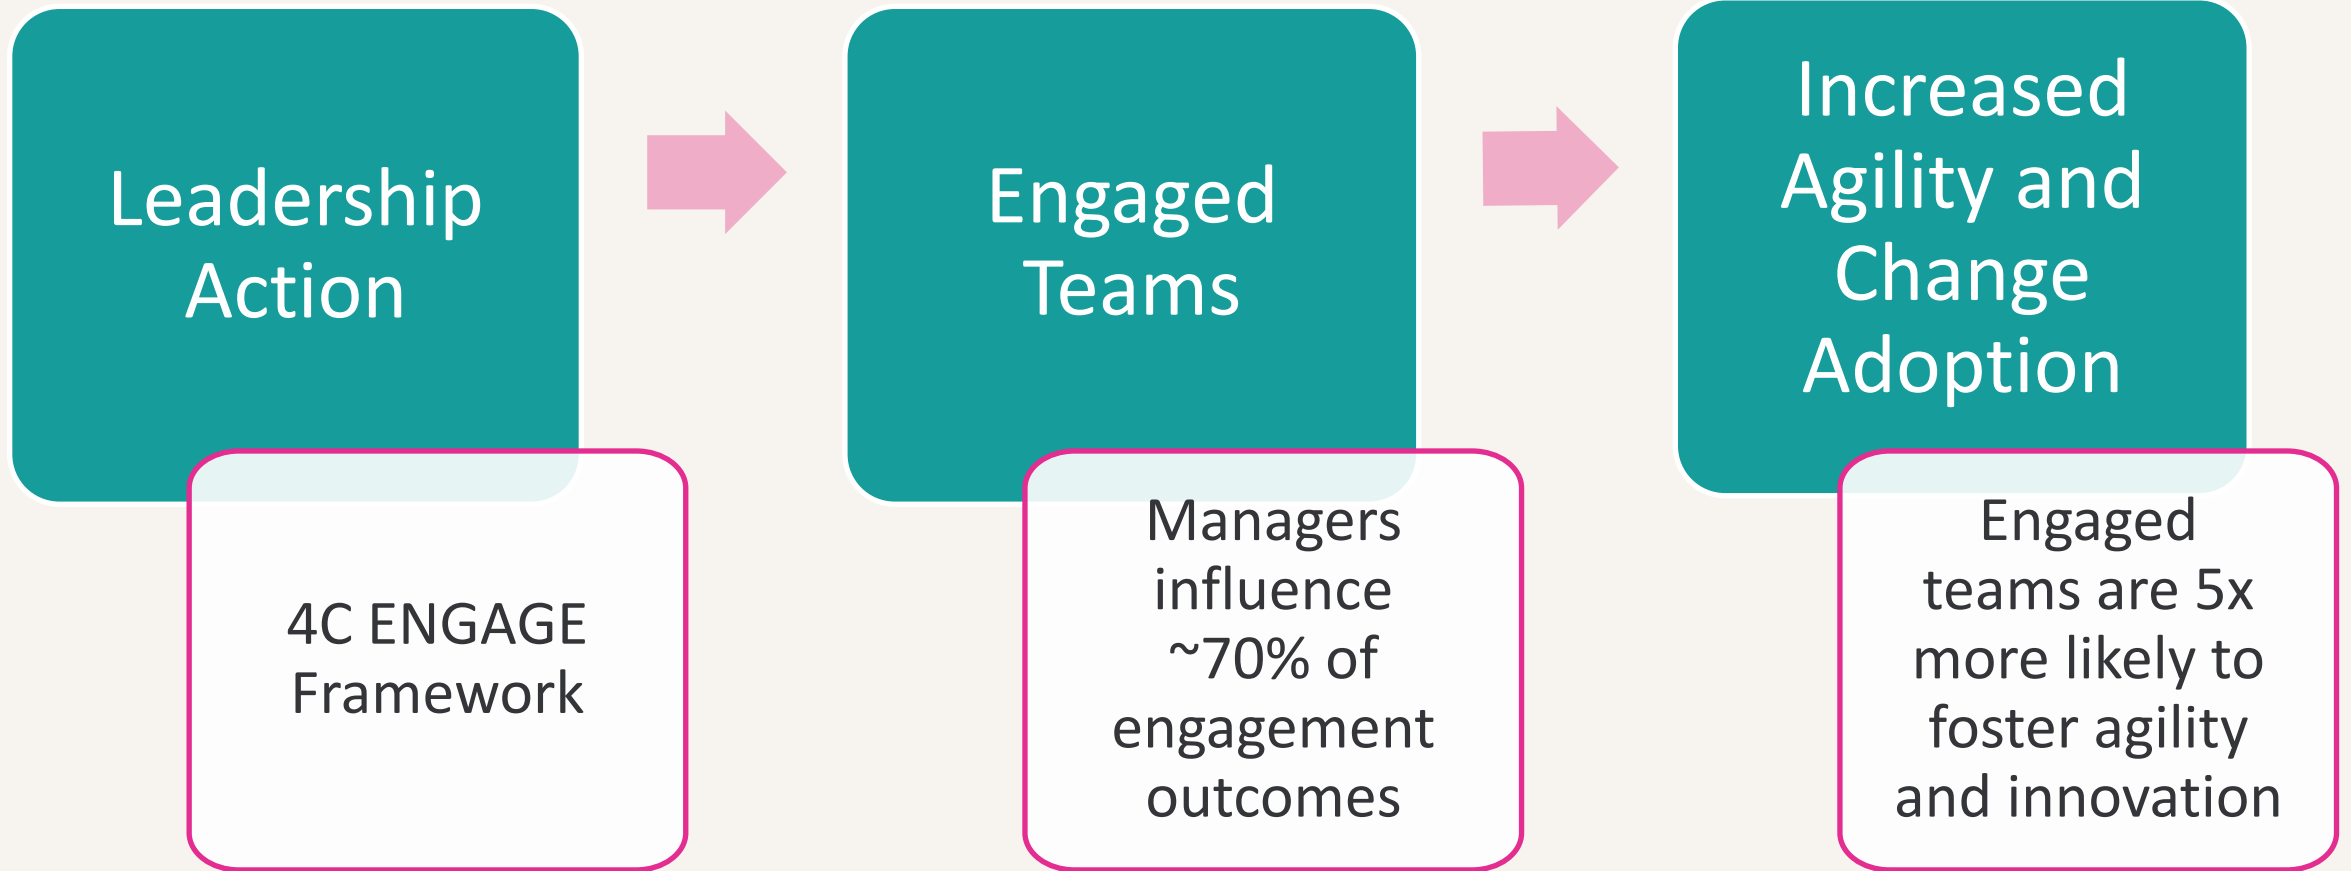 Leadership
Action
4C ENGAGE
Framework
Engaged
Teams
Managers
influence
~70% of
engagement
outcomes
Increased
Agility and
Change
Adoption
Engaged
teams are 5x
more likely to
foster agility
and innovation